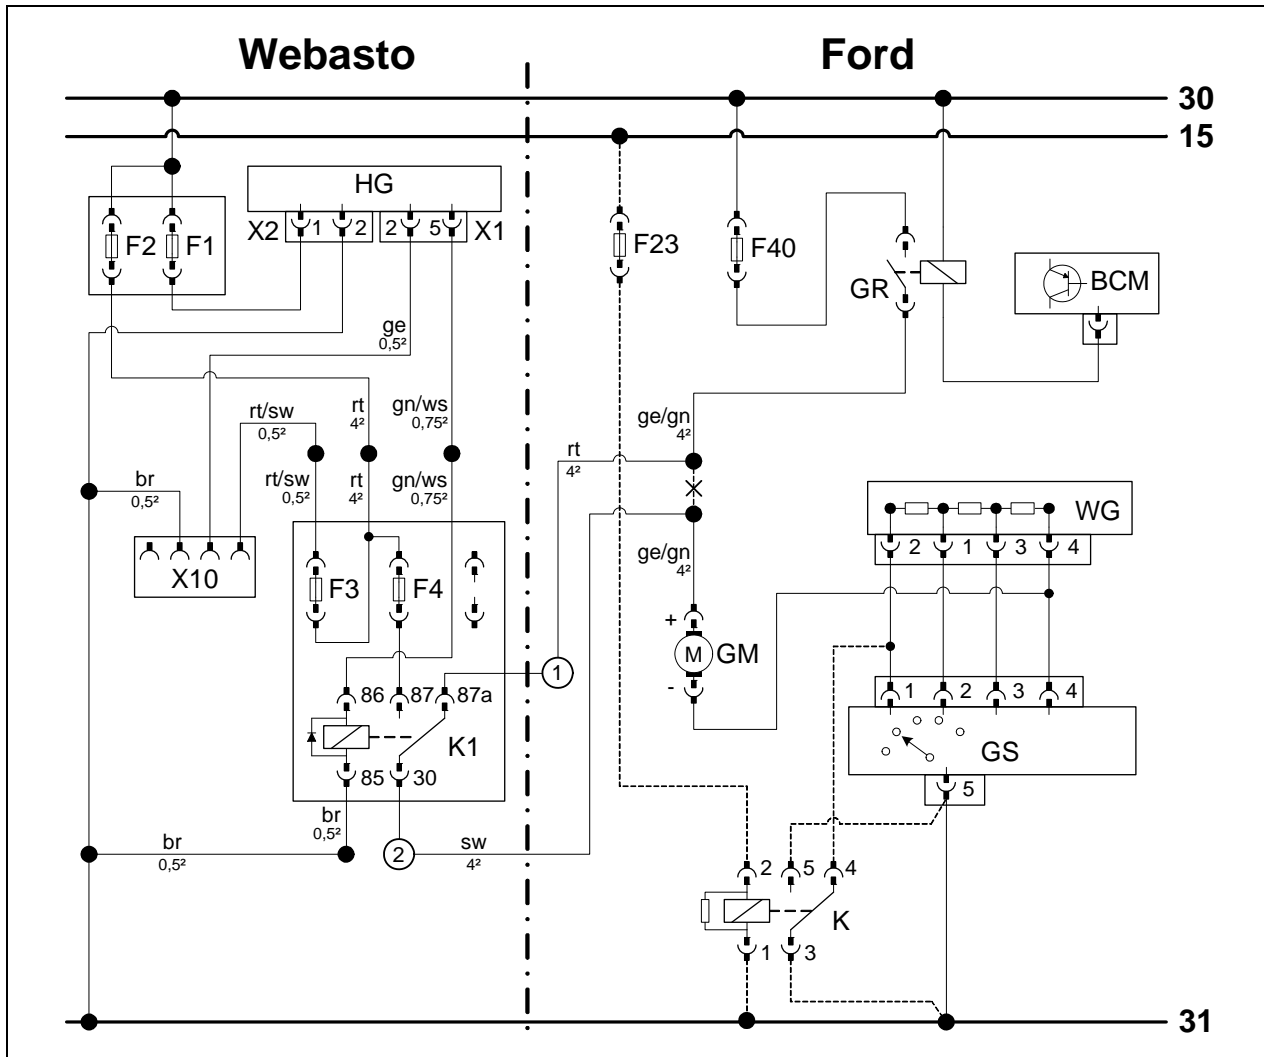 Webasto
Ford
30
15
HG
X2 1 2 2 5 X1
F2 F1
F23
F40
GR
BCM
ge
0,5²
rt/sw
0,5²
rt
4²
gn/ws
0,75²
ge/gn
4²
rt
4²
br
0,5²
rt/sw
0,5²
rt
4²
gn/ws
0,75²
WG
2 1 3 4
X10
F3
F4
ge/gn
4²
+
M
GM
-
1
86 87 87a
K1
85 30
1 2 3 4
GS
5
br
0,5²
br
0,5²
2
sw
4²
2 5 4
K
1 3
31